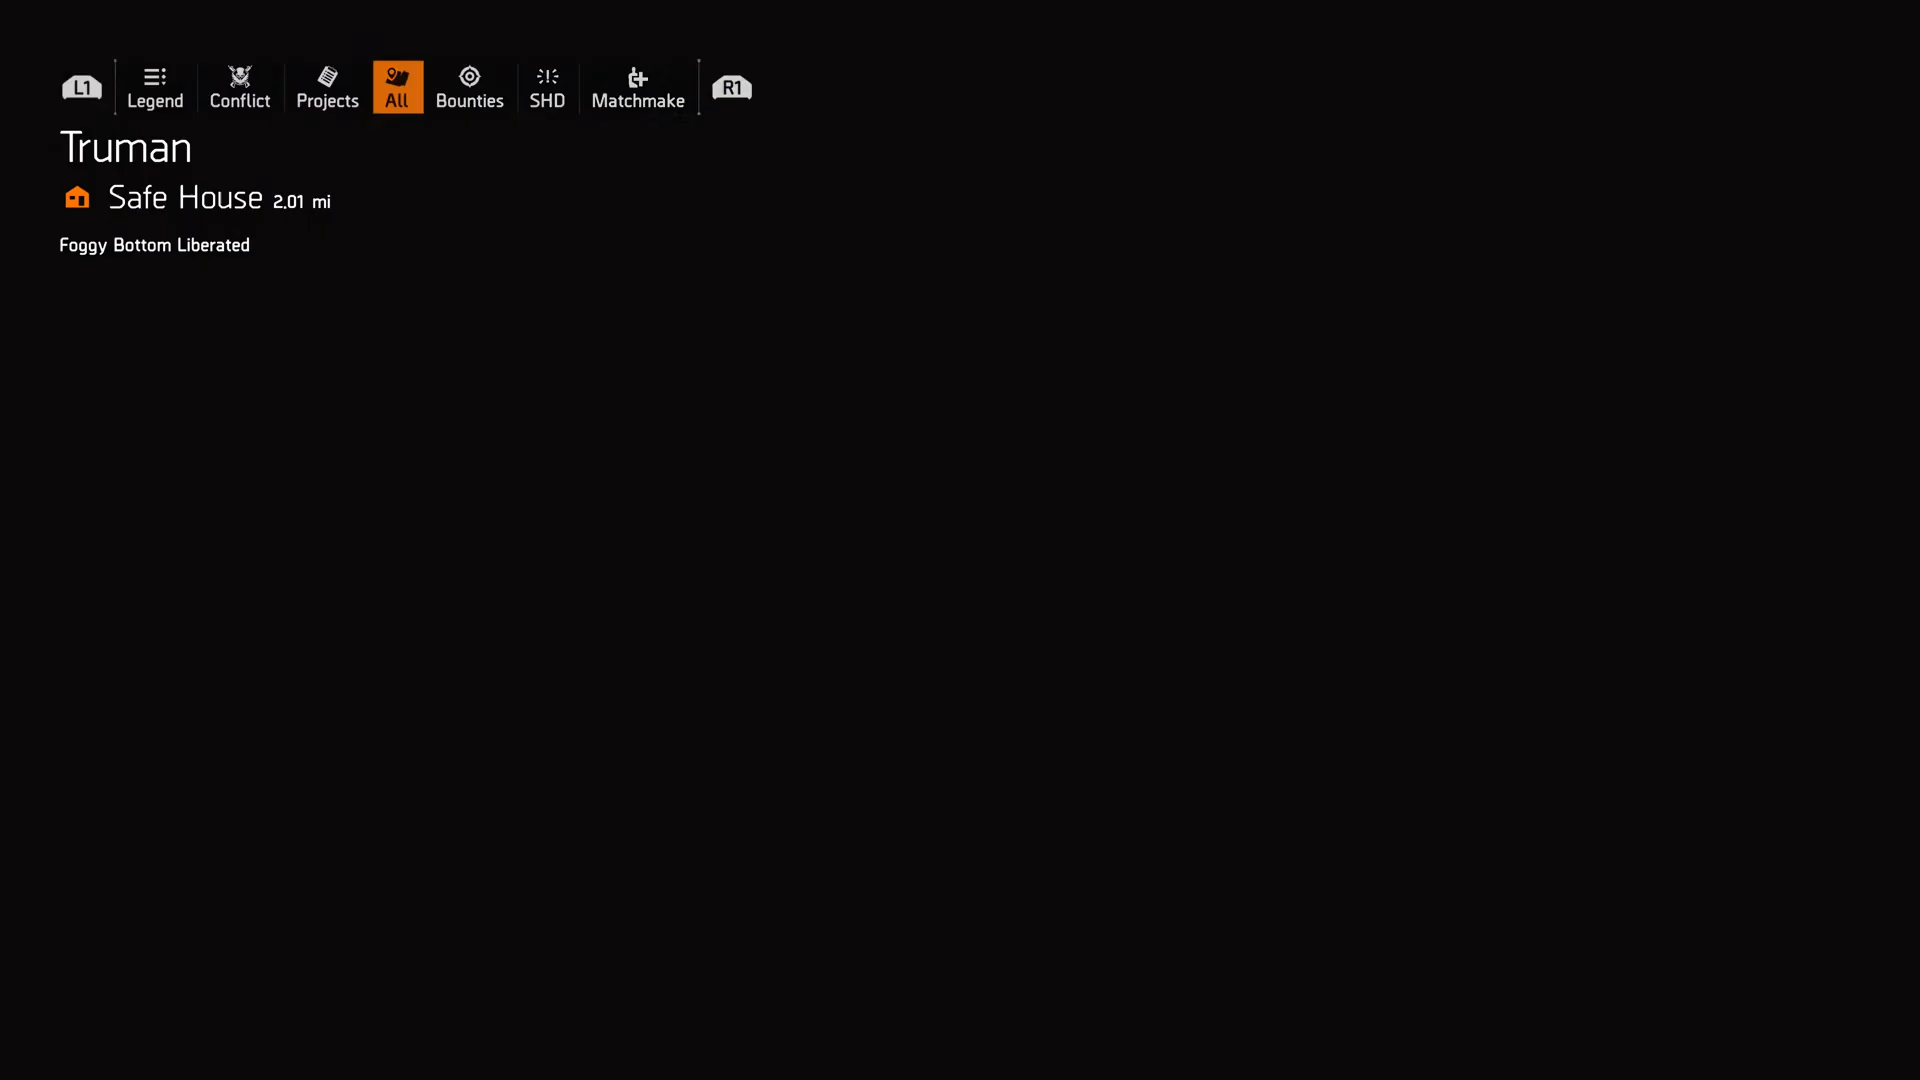 L1 Legend Conflict Projects All Bounties SHD Matchmake R1
Truman
Safe House 2.01 mi
Foggy Bottom Liberated